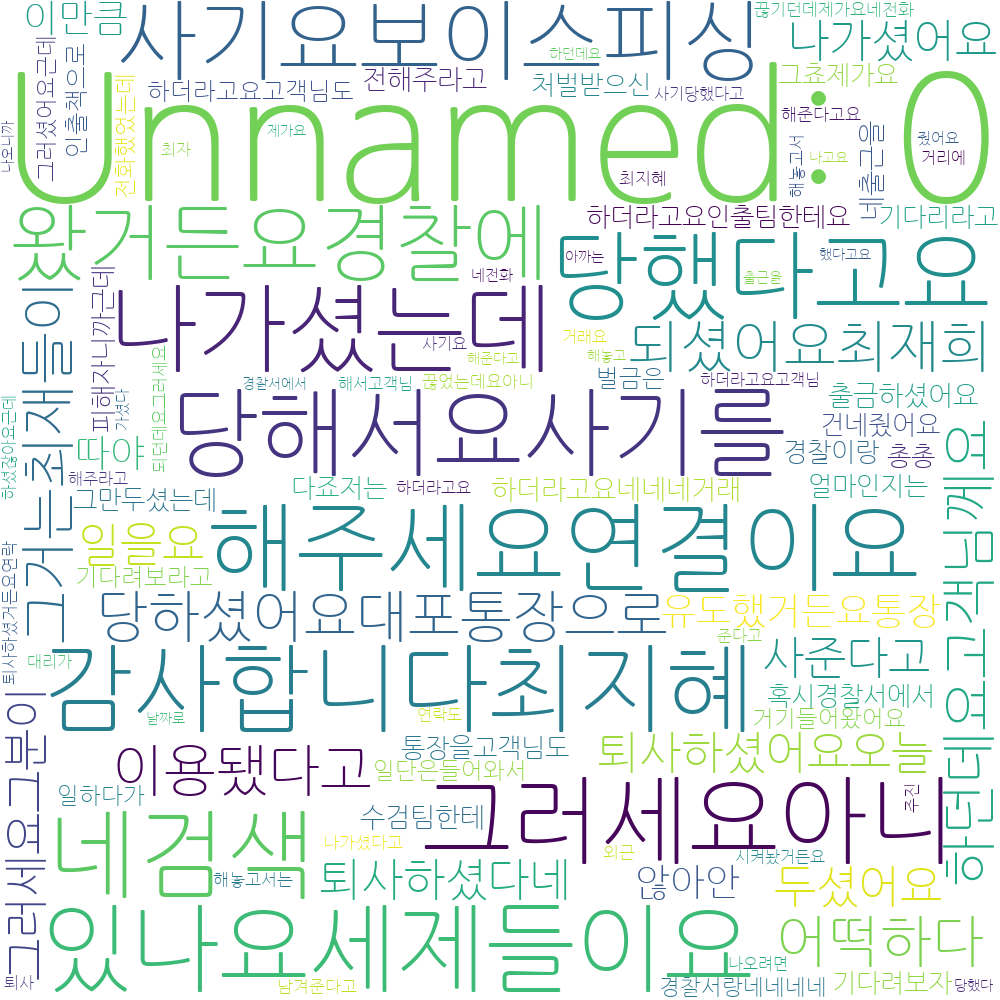 이만큼
사기요보이스피싱
끊기던데제가요네전화
나가셨어요
하던데요
그러셨어요근데
인출책으로
전화했었는데
하더라고요고객님도
전해주라고
처벌받으신
사기당했다고
그쵸제가요
해준다고요
나오니까
Unnamed: 0
제가요
최자
최지혜
해놓고서
나고요
네출근을
줬어요
거리에
왔거든요경찰에
하더라고요인출팀한테요
기다리라고
당했다고요
아까는
했다고요
출근을
네전화
나가셨는데
피해자니까근데
그거는최재들이
사기요
해준다고
거래요
해놓고
되셨어요최재희
가셨다
되던데요그러세요
경찰서에서
해서고객님
끊었는데요아니
벌금은
하더라고요고객님
출금하셨어요
당해서요사기를
건네줬어요
하셨잖아요근데
따야
경찰이랑
총총
해주라고
그만두셨는데
다죠저는
하더라고요
하더라고요네네네거래
얼마인지는
해주세요연결이요
일을요
기다려보라고
퇴사하셨거든요연락
당하셨어요대포통장으로
유도했거든요통장
하던데요고객님께요
준다고
대리가
감사합니다최지혜
사준다고
혹시경찰서에서
날짜로
연락도
거기들어왔어요
그러세요그분이
이용됐다고
통장을고객님도
퇴사하셨어요오늘
일단은들어와서
일하다가
그러세요아니
추진
수검팀한테
네검색
나가셨다고
외근
시켜놨거든요
해놓고서는
퇴사하셨다네
않아안
두셨어요
있나요세제들이요
어떡하다
나오려면
퇴사
남겨준다고
경찰서랑네네네네
기다려보자
당했다